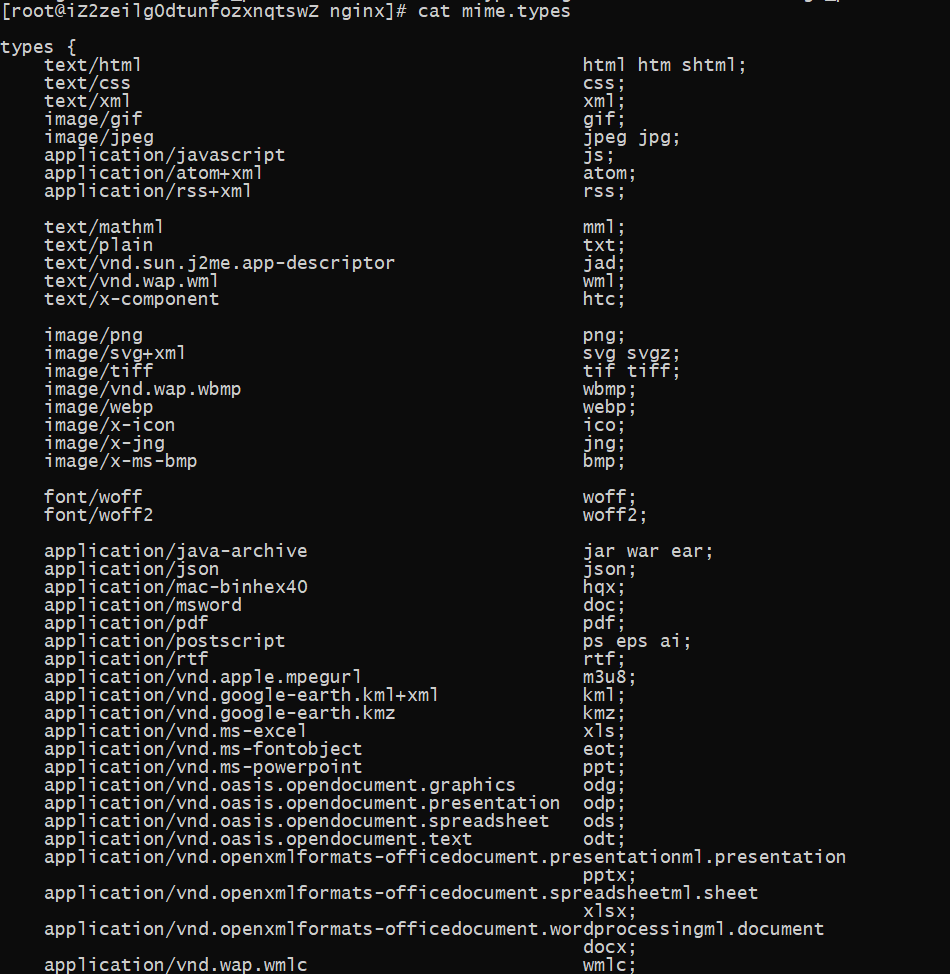 [root@iZ2zeilg0dtunfozxnqtswZ nginx]# cat mime.types
types {
text/html html htm shtml;
text/css css;
text/xml xml;
image/gif gif;
image/jpeg jpeg jpg;
application/javascript js;
application/atom+xml atom;
application/rss+xml rss;
text/mathml mml;
text/plain txt;
text/vnd.sun.j2me.app-descriptor jad;
text/vnd.wap.wml wml;
text/x-component htc;
image/png png;
image/svg+xml svg svgz;
image/tiff tif tiff;
image/vnd.wap.wbmp wbmp;
image/webp webp;
image/x-icon ico;
image/x-jng jng;
image/x-ms-bmp bmp;
font/woff woff;
font/woff2 woff2;
application/java-archive jar war ear;
application/json json;
application/mac-binhex40 hqx;
application/msword doc;
application/pdf pdf;
application/postscript ps eps ai;
application/rtf rtf;
application/vnd.apple.mpegurl m3u8;
application/vnd.google-earth.kml+xml kml;
application/vnd.google-earth.kmz kmz;
application/vnd.ms-excel xls;
application/vnd.ms-fontobject eot;
application/vnd.ms-powerpoint ppt;
application/vnd.oasis.opendocument.graphics odg;
application/vnd.oasis.opendocument.presentation odp;
application/vnd.oasis.opendocument.spreadsheet ods;
application/vnd.oasis.opendocument.text odt;
application/vnd.openxmlformats-officedocument.presentationml.presentation
pptx;
application/vnd.openxmlformats-officedocument.spreadsheetml.sheet
xlsx;
application/vnd.openxmlformats-officedocument.wordprocessingml.document
docx;
application/vnd.wap.wmlc wmlc;